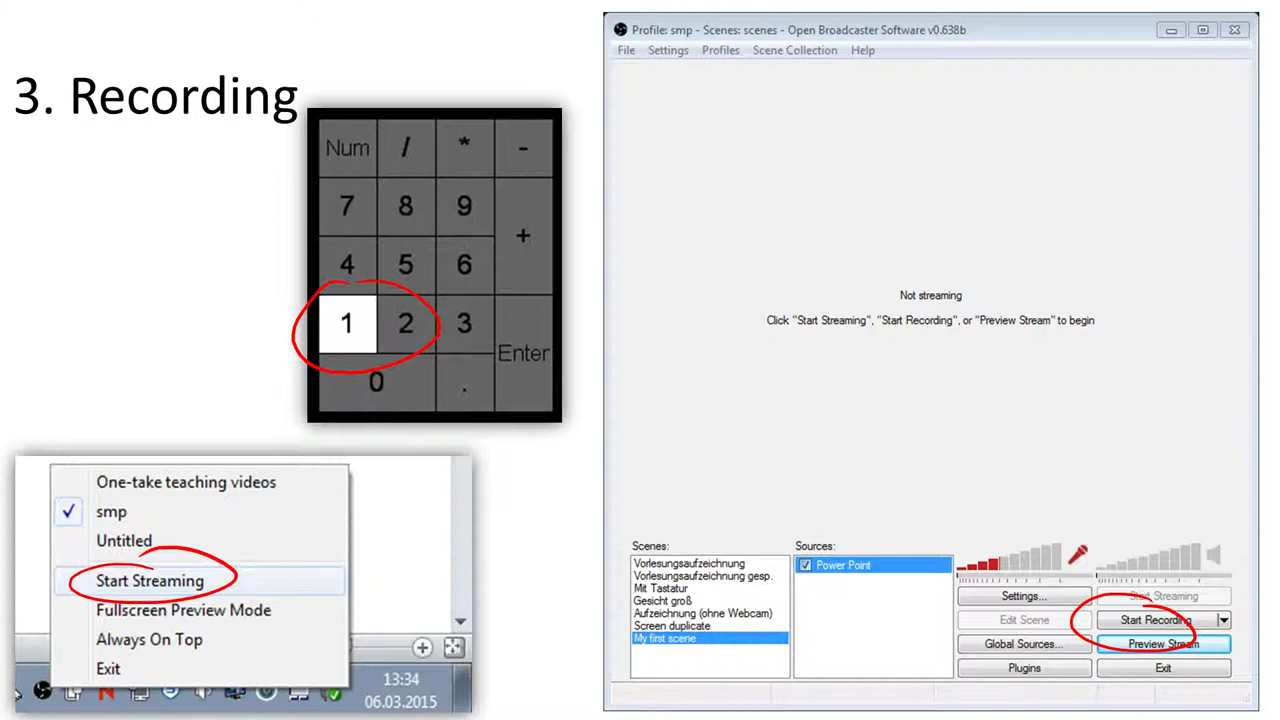 3. Recording
Num / * -
7 8 9 +
4 5 6
1 2 3 Enter
0 .
One-take teaching videos
smp
Untitled
Start Streaming
Fullscreen Preview Mode
Always On Top
Exit
13:34
06.03.2015
Profile: smp - Scenes: scenes - Open Broadcaster Software v0.638b
File Settings Profiles Scene Collection Help
Not streaming
Click "Start Streaming", "Start Recording", or "Preview Stream" to begin
Scenes:
Vorlesungsaufzeichnung
Vorlesungsaufzeichnung gesp.
Mit Tastatur
Gesicht groß
Aufzeichnung (ohne Webcam)
Screen duplicate
My first scene
Sources:
Power Point
Settings... Start Streaming
Edit Scene Start Recording
Global Sources... Preview Stream
Plugins Exit